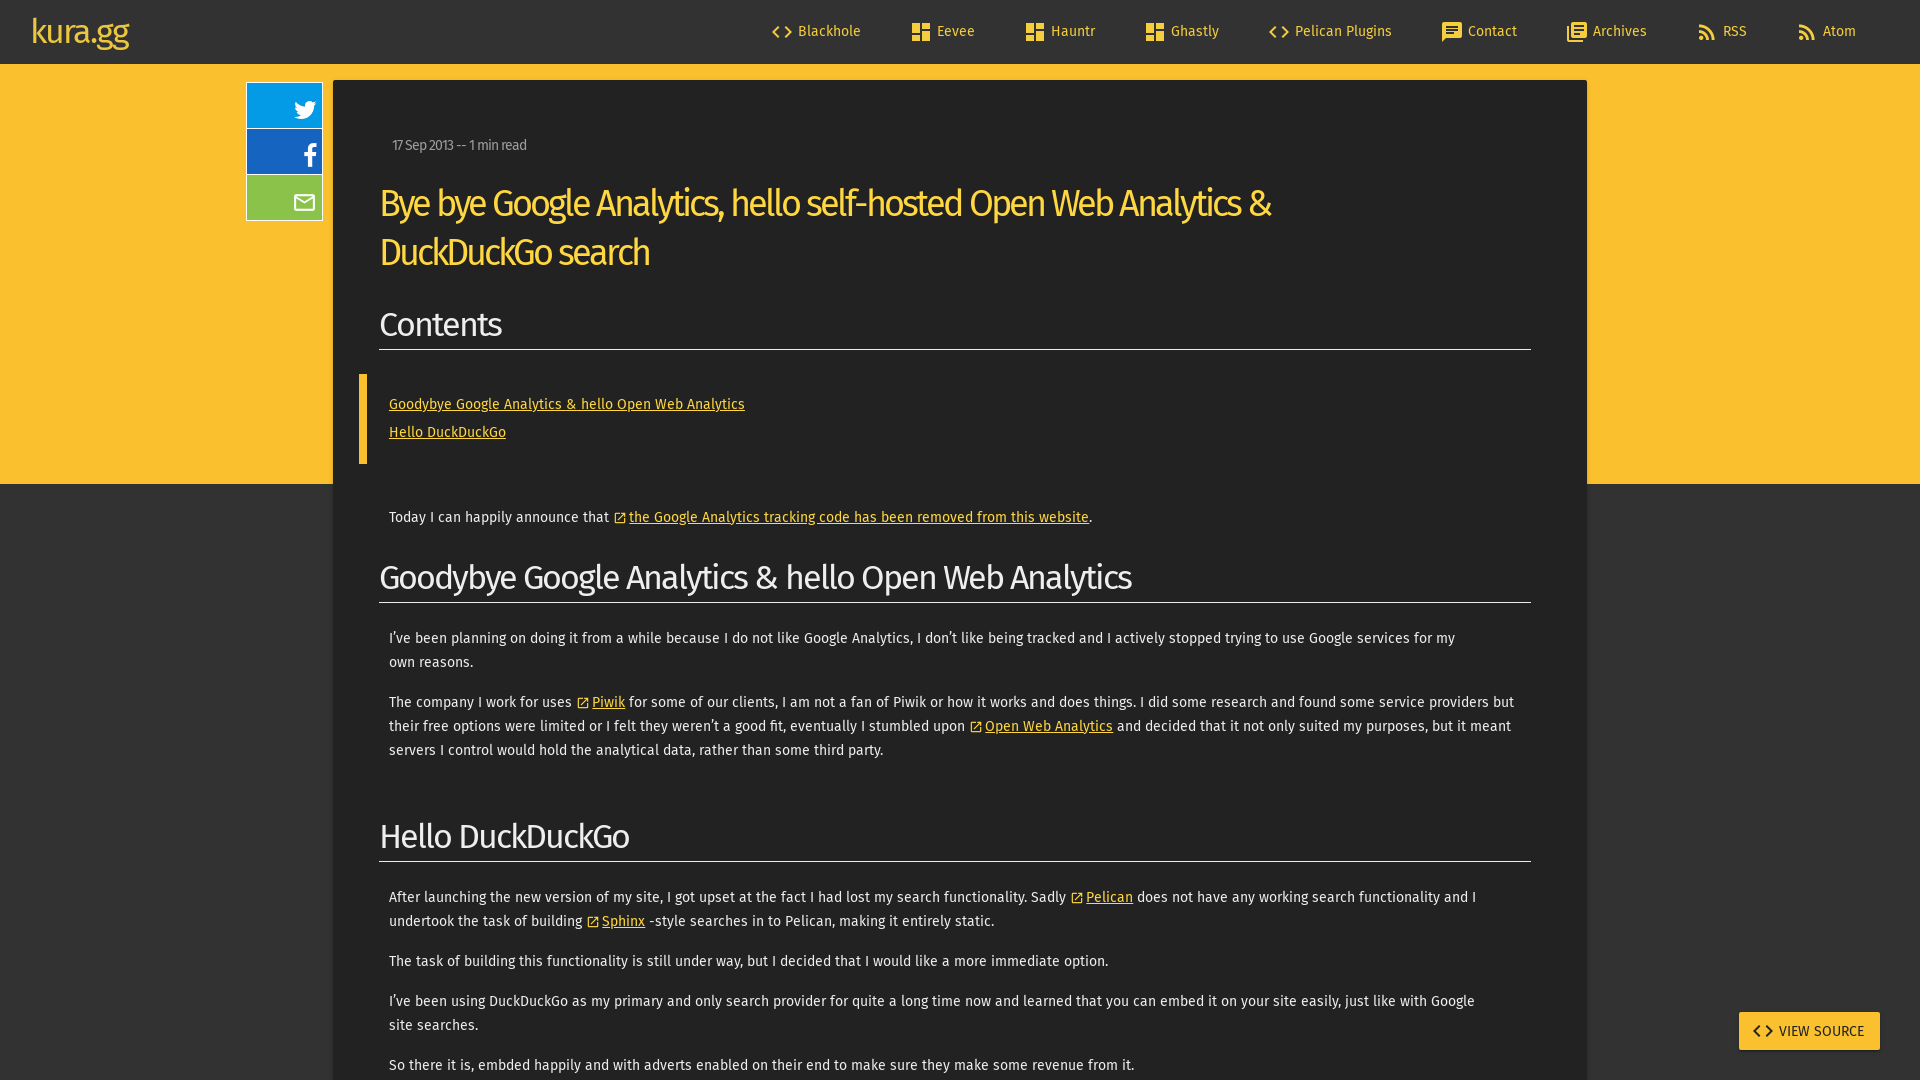 kura.gg
Blackhole
Eevee
Hauntr
Ghastly
Pelican Plugins
Contact
Archives
RSS
Atom
17 Sep 2013 -- 1 min read
Bye bye Google Analytics, hello self-hosted Open Web Analytics &
DuckDuckGo search
Contents
Goodybye Google Analytics & hello Open Web Analytics
Hello DuckDuckGo
Today I can happily announce that the Google Analytics tracking code has been removed from this website.
Goodybye Google Analytics & hello Open Web Analytics
I’ve been planning on doing it from a while because I do not like Google Analytics, I don’t like being tracked and I actively stopped trying to use Google services for my
own reasons.
The company I work for uses Piwik for some of our clients, I am not a fan of Piwik or how it works and does things. I did some research and found some service providers but
their free options were limited or I felt they weren’t a good fit, eventually I stumbled upon Open Web Analytics and decided that it not only suited my purposes, but it meant
servers I control would hold the analytical data, rather than some third party.
Hello DuckDuckGo
After launching the new version of my site, I got upset at the fact I had lost my search functionality. Sadly Pelican does not have any working search functionality and I
undertook the task of building Sphinx -style searches in to Pelican, making it entirely static.
The task of building this functionality is still under way, but I decided that I would like a more immediate option.
I’ve been using DuckDuckGo as my primary and only search provider for quite a long time now and learned that you can embed it on your site easily, just like with Google
site searches.
So there it is, embded happily and with adverts enabled on their end to make sure they make some revenue from it.
VIEW SOURCE